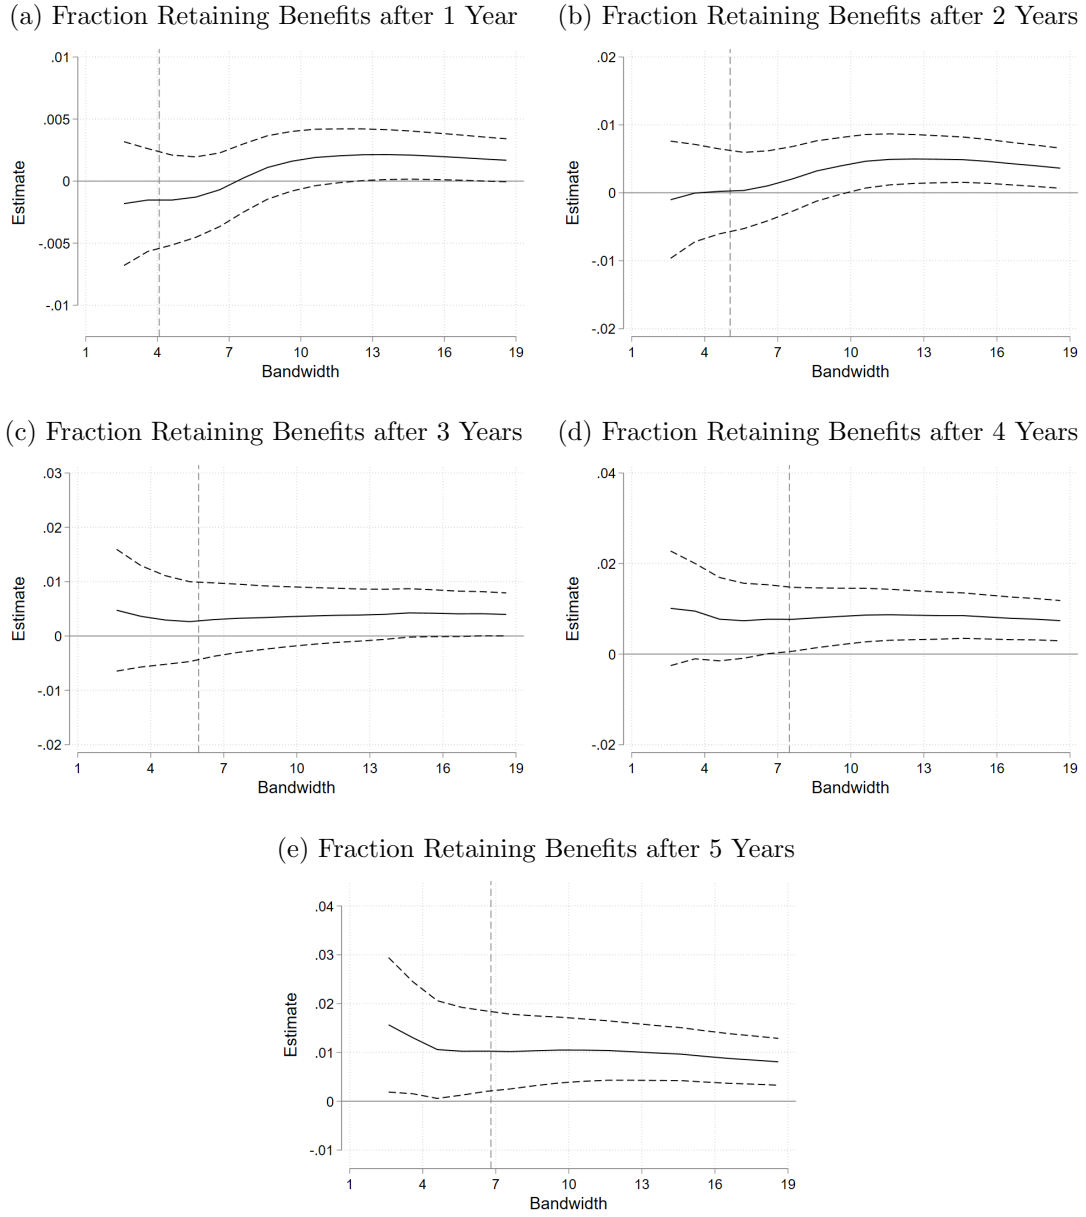 (a) Fraction Retaining Benefits after 1 Year
.01
.005
0
-.005
-.01
Estimate
1 4 7 10 13 16 19
Bandwidth
(b) Fraction Retaining Benefits after 2 Years
.02
.01
0
-.01
-.02
Estimate
1 4 7 10 13 16 19
Bandwidth
(c) Fraction Retaining Benefits after 3 Years
.03
.02
.01
0
-.01
-.02
Estimate
1 4 7 10 13 16 19
Bandwidth
(d) Fraction Retaining Benefits after 4 Years
.04
.02
0
-.02
Estimate
1 4 7 10 13 16 19
Bandwidth
(e) Fraction Retaining Benefits after 5 Years
.04
.03
.02
.01
0
-.01
Estimate
1 4 7 10 13 16 19
Bandwidth